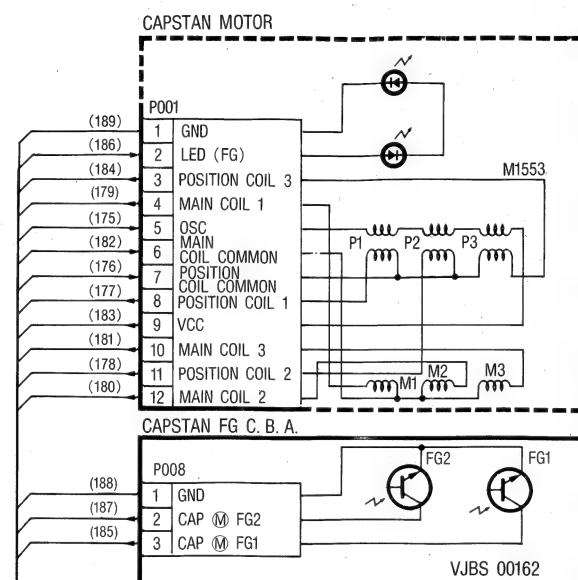 CAPSTAN MOTOR
P001
(189) 1 GND
(186) 2 LED (FG)
(184) 3 POSITION COIL 3
M1553
(179) 4 MAIN COIL 1
(175) 5 OSC
(182) 6 MAIN COIL COMMON
(176) 7 POSITION COIL COMMON
(177) 8 POSITION COIL 1
(183) 9 VCC
(181) 10 MAIN COIL 3
(178) 11 POSITION COIL 2
(180) 12 MAIN COIL 2
P1 P2 P3
M1 M2 M3
CAPSTAN FG C.B.A.
P008
FG2 FG1
(188) 1 GND
(187) 2 CAP Ⓜ FG2
(185) 3 CAP Ⓜ FG1
VJBS 00162